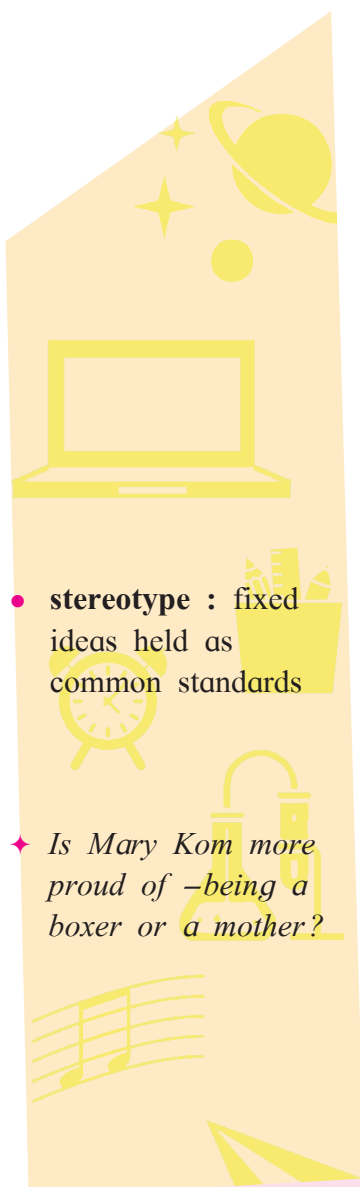 • stereotype : fixed
ideas held as
common standards
✦ Is Mary Kom more
proud of –being a
boxer or a mother?